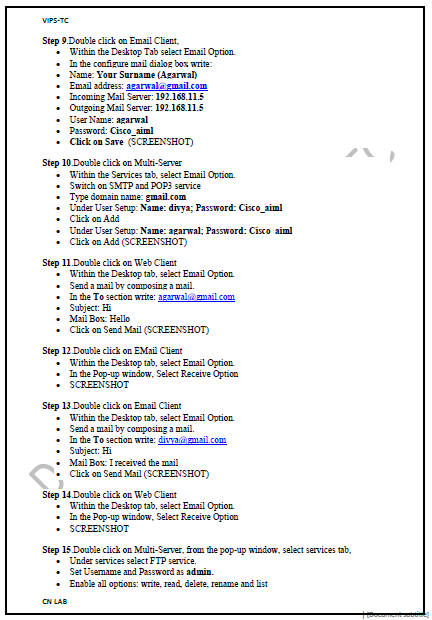 VIPS-TC
Step 9.Double click on Email Client,
• Within the Desktop Tab select Email Option.
• In the configure mail dialog box write:
• Name: Your Surname (Agarwal)
• Email address: agarwal@gmail.com
• Incoming Mail Server: 192.168.11.5
• Outgoing Mail Server: 192.168.11.5
• User Name: agarwal
• Password: Cisco_aiml
• Click on Save (SCREENSHOT)
Step 10.Double click on Multi-Server
• Within the Services tab, select Email Option.
• Switch on SMTP and POP3 service
• Type domain name: gmail.com
• Under User Setup: Name: divya; Password: Cisco_aiml
• Click on Add
• Under User Setup: Name: agarwal; Password: Cisco_aiml
• Click on Add (SCREENSHOT)
Step 11.Double click on Web Client
• Within the Desktop tab, select Email Option.
• Send a mail by composing a mail.
• In the To section write: agarwal@gmail.com
• Subject: Hi
• Mail Box: Hello
• Click on Send Mail (SCREENSHOT)
Step 12.Double click on EMail Client
• Within the Desktop tab, select Email Option.
• In the Pop-up window, Select Receive Option
• SCREENSHOT
Step 13.Double click on Email Client
• Within the Desktop tab, select Email Option.
• Send a mail by composing a mail.
• In the To section write: divya@gmail.com
• Subject: Hi
• Mail Box: I received the mail
• Click on Send Mail (SCREENSHOT)
Step 14.Double click on Web Client
• Within the Desktop tab, select Email Option.
• In the Pop-up window, Select Receive Option
• SCREENSHOT
Step 15.Double click on Multi-Server, from the pop-up window, select services tab,
• Under services select FTP service.
• Set Username and Password as admin.
• Enable all options: write, read, delete, rename and list
CN LAB
[Document subtitle]